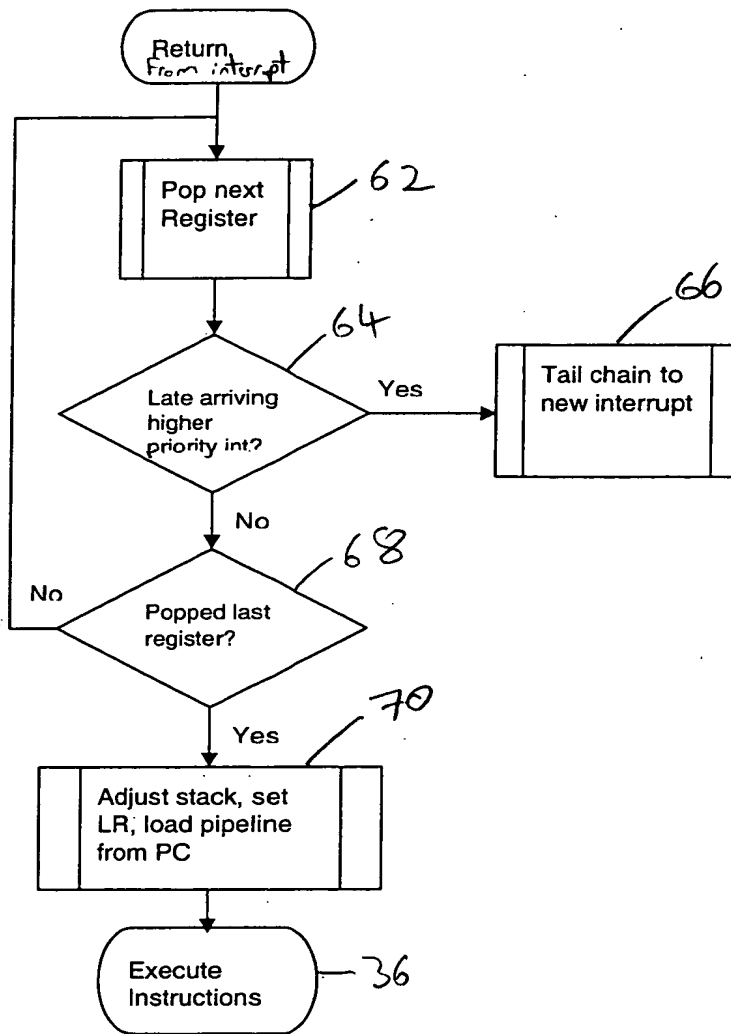 Return
From interrupt
62
Pop next
Register
66
64
Tail chain to
new interrupt
Yes
Late arriving
higher
priority int.?
No
68
No
Popped last
register?
70
Yes
Adjust stack, set
LR, load pipeline
from PC
Execute
Instructions
36